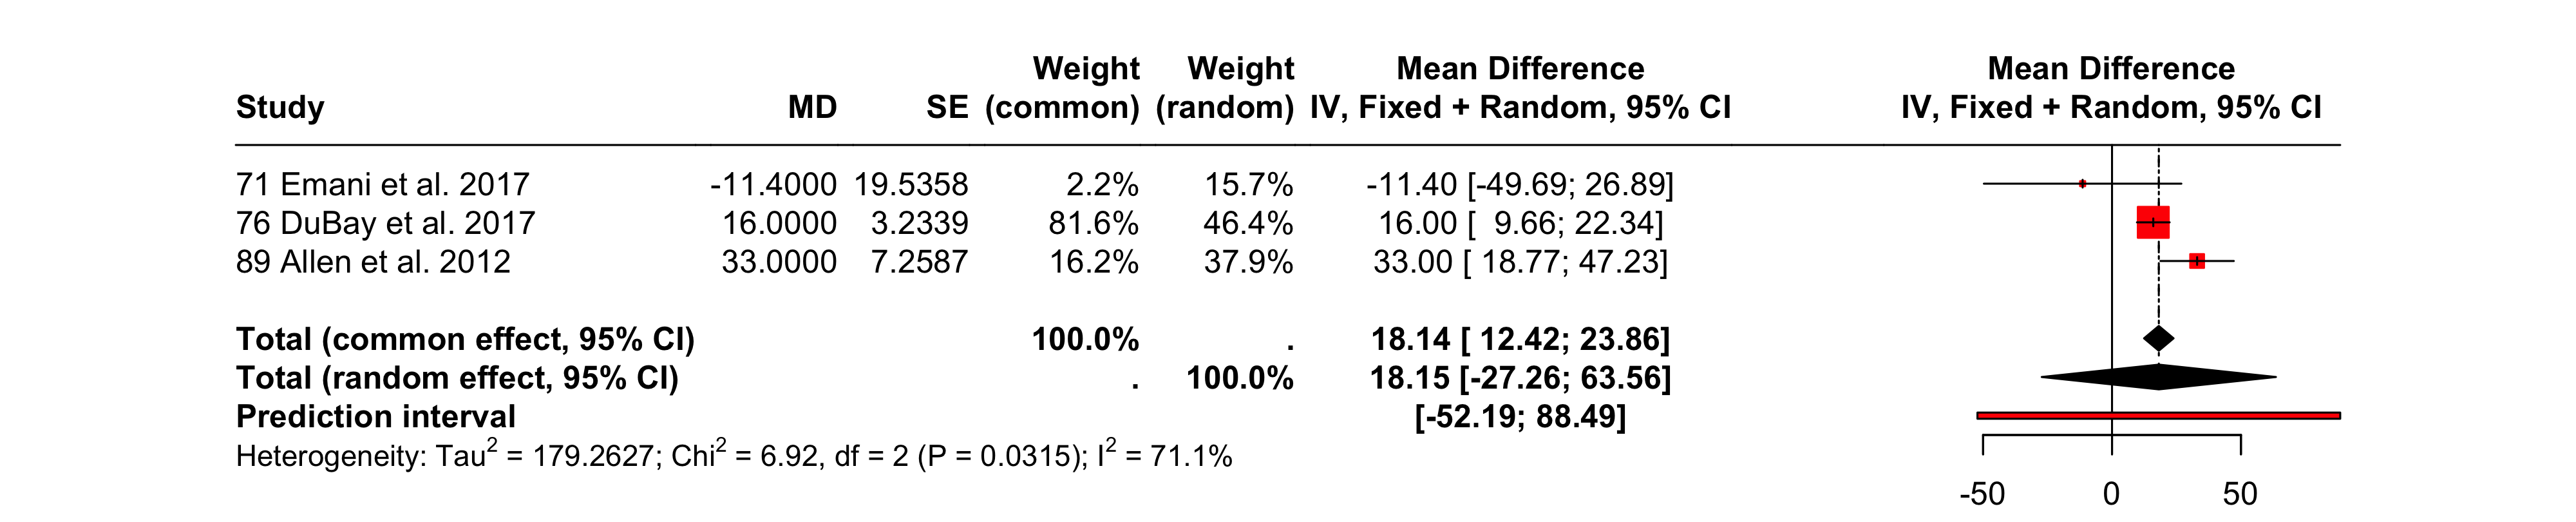 Weight Weight Mean Difference Mean Difference
Study MD SE (common) (random) IV, Fixed + Random, 95% CI IV, Fixed + Random, 95% CI
71 Emani et al. 2017 -11.4000 19.5358 2.2% 15.7% -11.40 [-49.69; 26.89]
76 DuBay et al. 2017 16.0000 3.2339 81.6% 46.4% 16.00 [ 9.66; 22.34]
89 Allen et al. 2012 33.0000 7.2587 16.2% 37.9% 33.00 [ 18.77; 47.23]
Total (common effect, 95% CI) 100.0% . 18.14 [ 12.42; 23.86]
Total (random effect, 95% CI) . 100.0% 18.15 [-27.26; 63.56]
Prediction interval [-52.19; 88.49]
Heterogeneity: Tau² = 179.2627; Chi² = 6.92, df = 2 (P = 0.0315); I² = 71.1%
-50 0 50